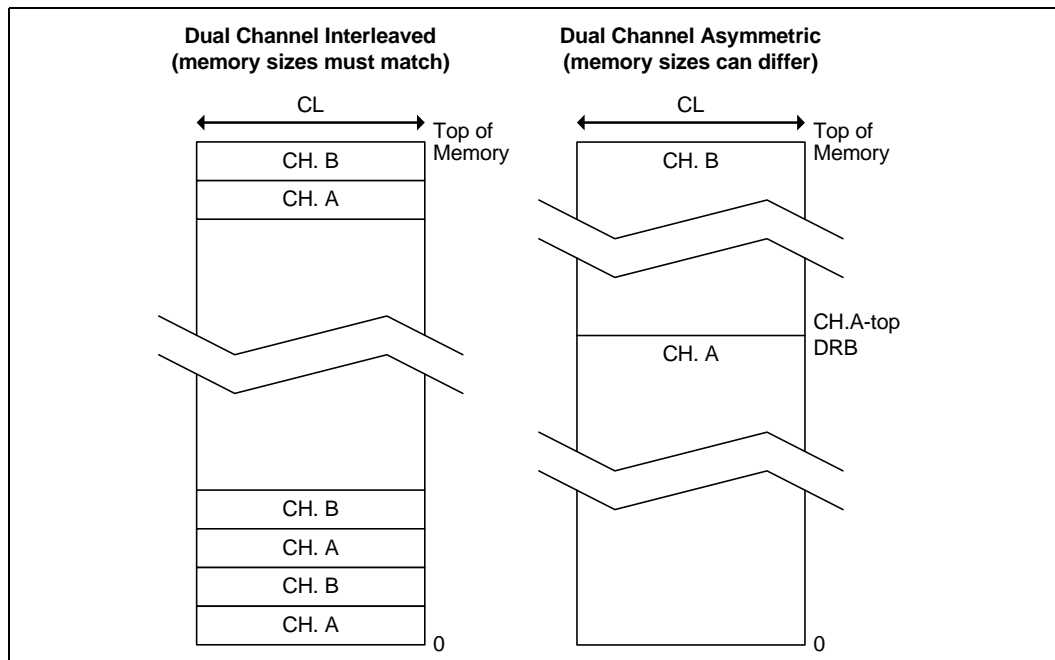 Dual Channel Interleaved
(memory sizes must match)
CL
Top of
Memory
CH. B
CH. A
CH. B
CH. A
CH. B
CH. A
0
Dual Channel Asymmetric
(memory sizes can differ)
CL
Top of
Memory
CH. B
CH.A-top
DRB
CH. A
0